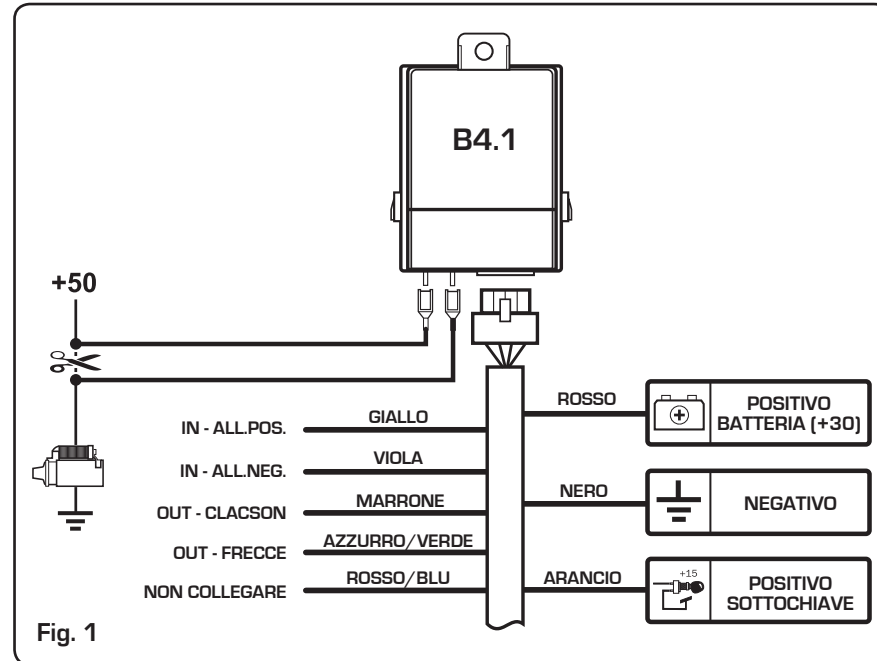 B4.1
+50
IN - ALL.POS.
GIALLO
IN - ALL.NEG.
VIOLA
OUT - CLACSON
MARRONE
OUT - FRECCE
AZZURRO/VERDE
NON COLLEGARE
ROSSO/BLU
ROSSO
POSITIVO
BATTERIA (+30)
NERO
NEGATIVO
ARANCIO
+15
POSITIVO
SOTTOCHIAVE
Fig. 1